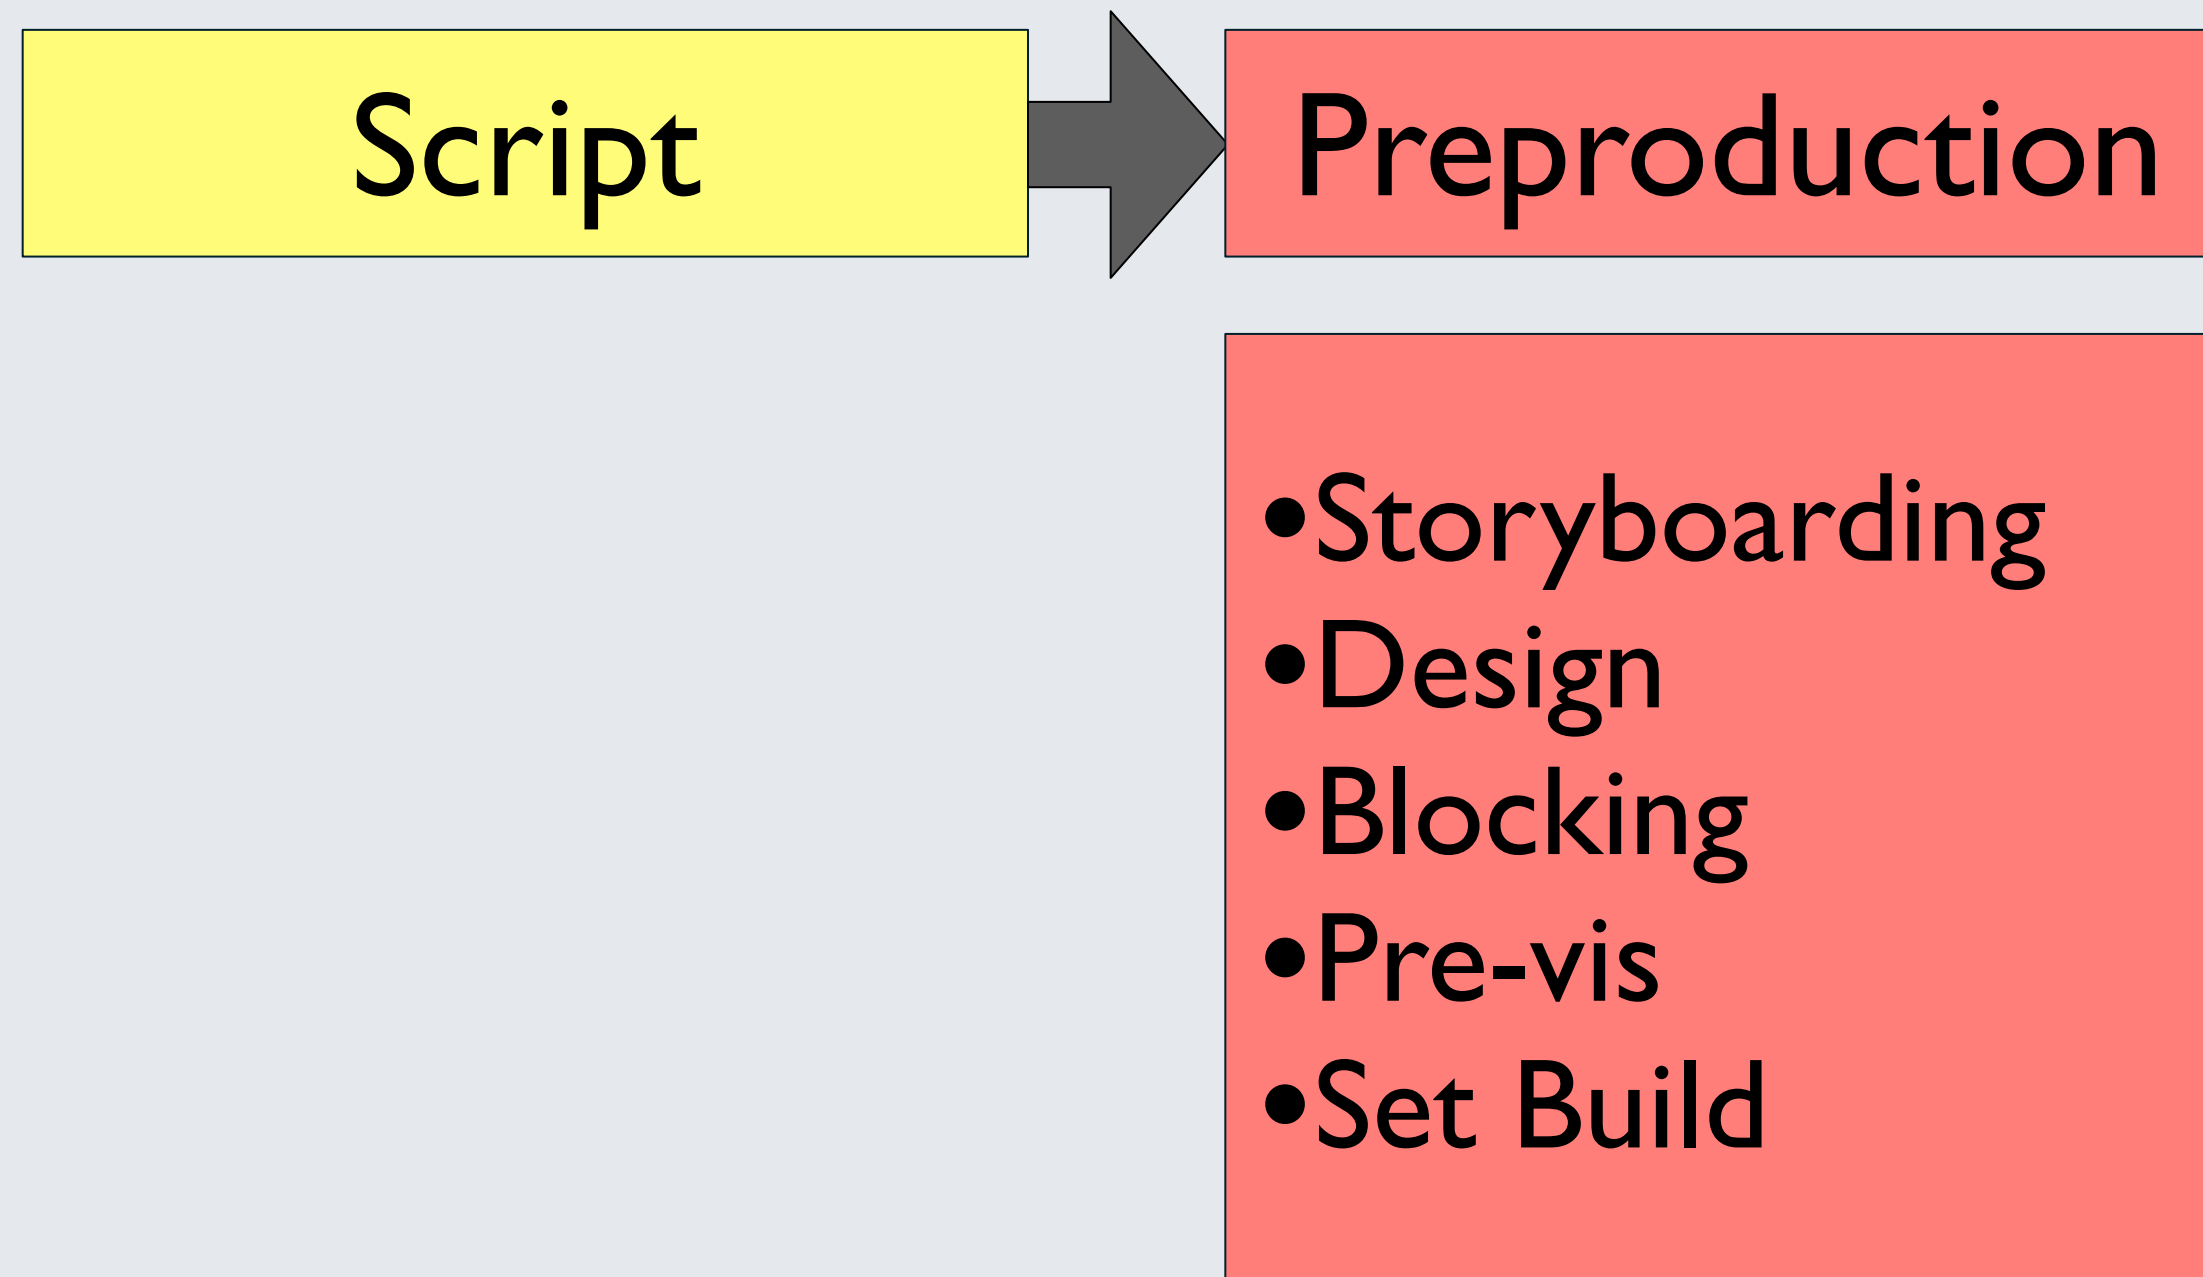 Script
Preproduction
•Storyboarding
•Design
•Blocking
•Pre-vis
•Set Build